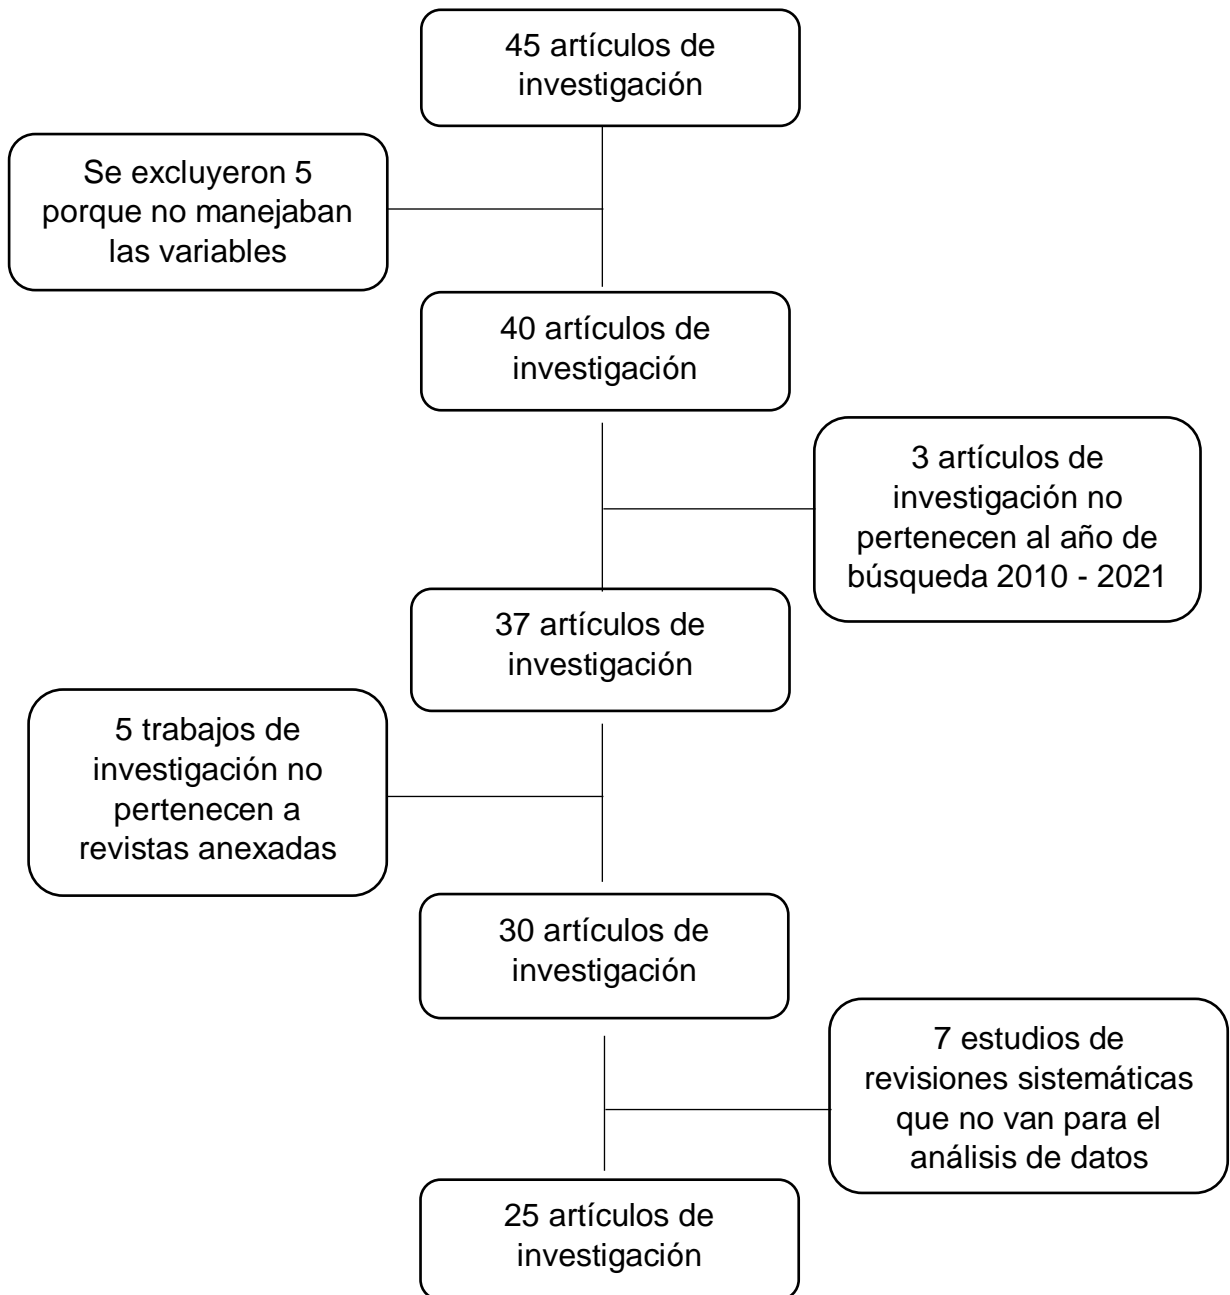 45 artículos de
investigación
Se excluyeron 5
porque no manejaban
las variables
40 artículos de
investigación
3 artículos de
investigación no
pertenecen al año de
búsqueda 2010 - 2021
37 artículos de
investigación
5 trabajos de
investigación no
pertenecen a
revistas anexadas
30 artículos de
investigación
7 estudios de
revisiones sistemáticas
que no van para el
análisis de datos
25 artículos de
investigación